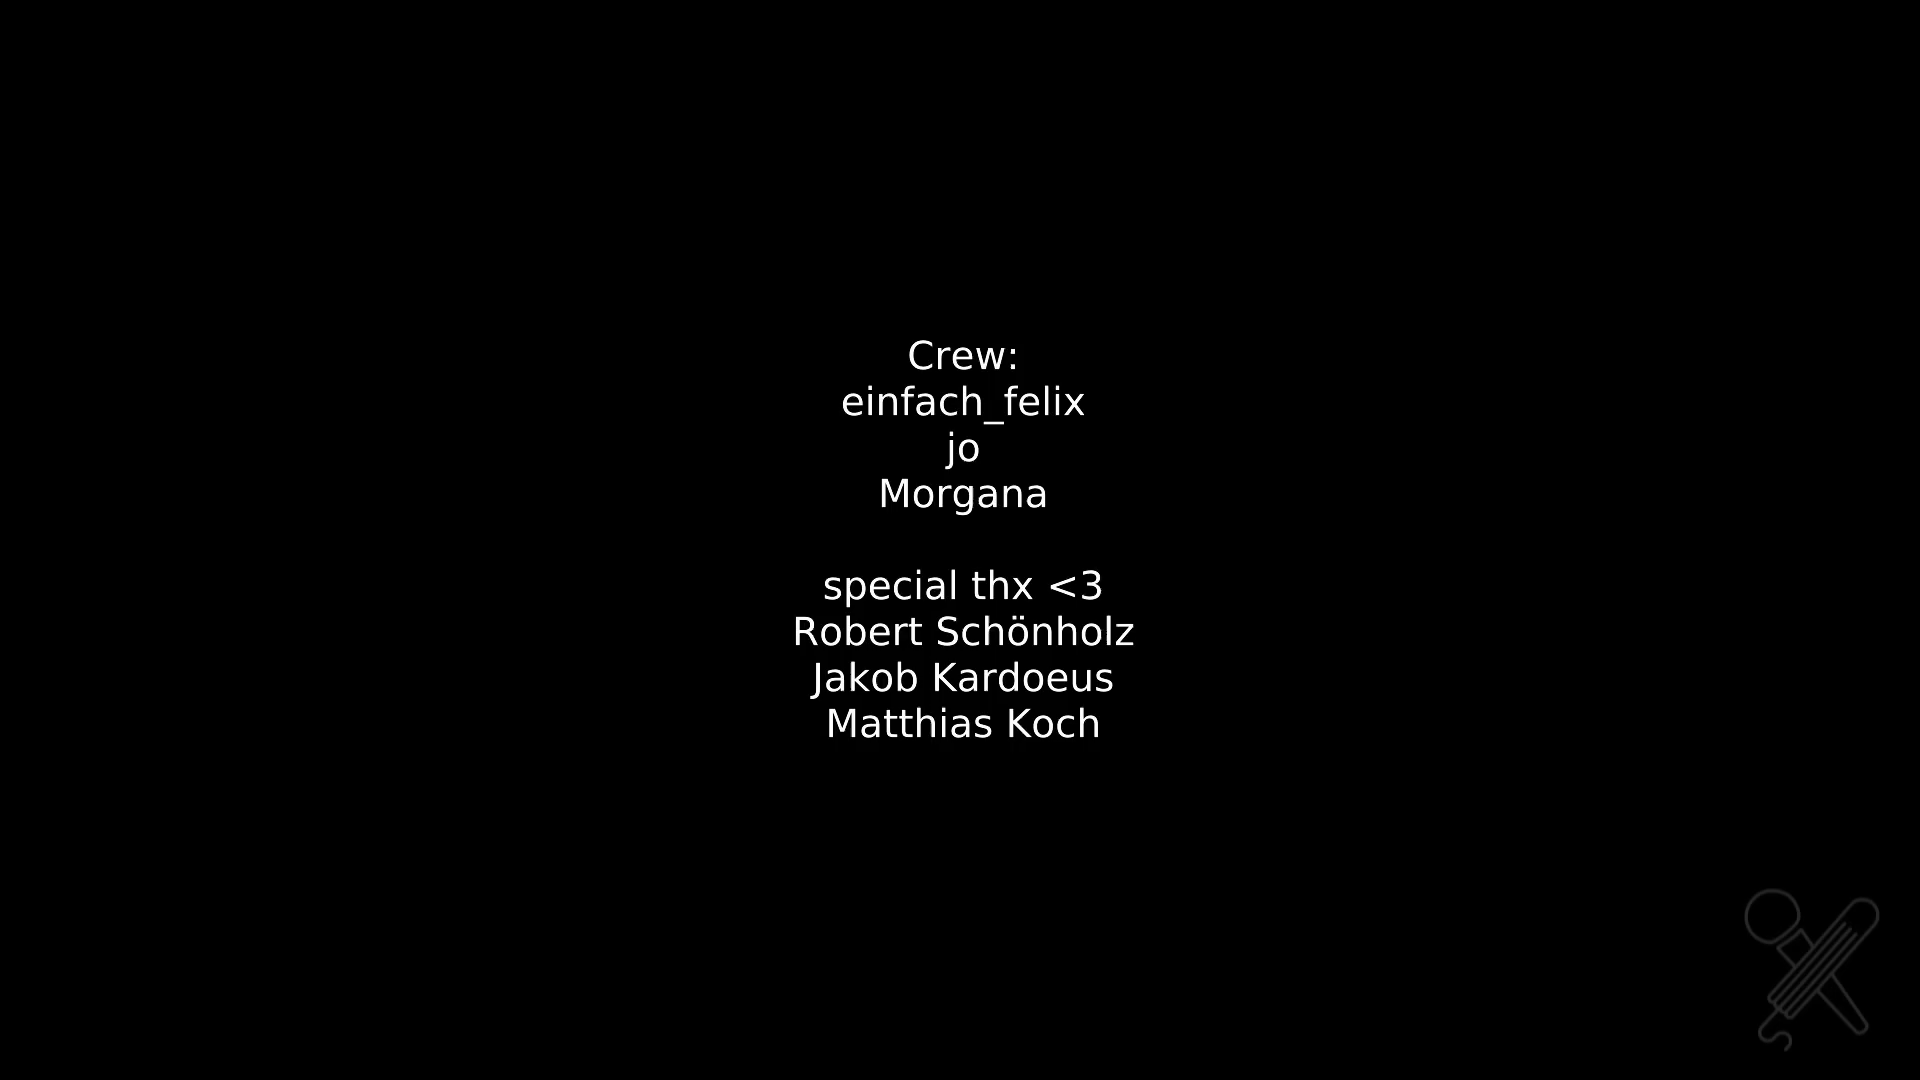 Crew:
einfach_felix
jo
Morgana
special thx <3
Robert Schönholz
Jakob Kardoeus
Matthias Koch